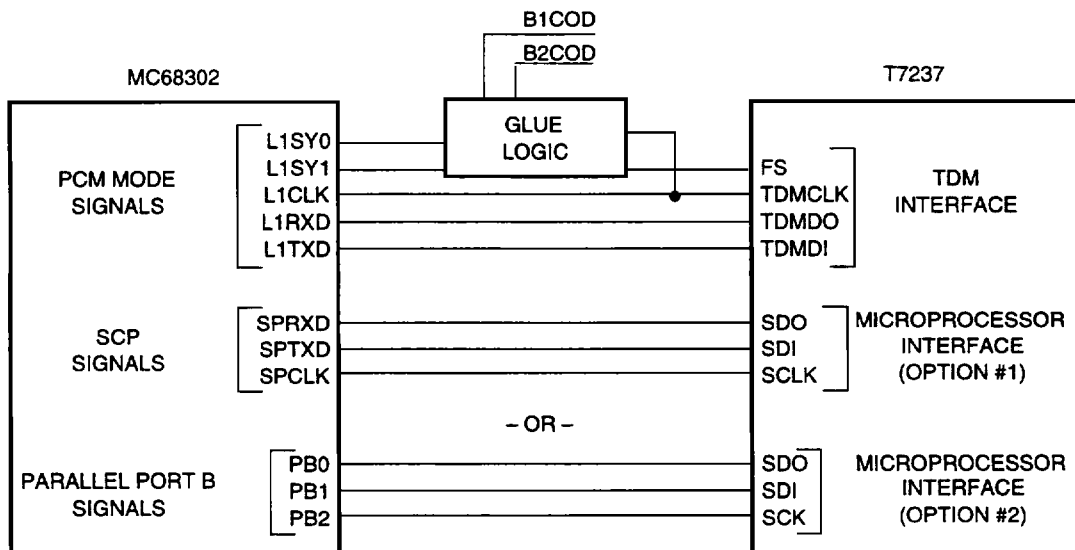 B1COD
B2COD
MC68302
T7237
GLUE
LOGIC
PCM MODE
SIGNALS
L1SY0
L1SY1
L1CLK
L1RXD
L1TXD
FS
TDMCLK
TDMDO
TDMDI
TDM
INTERFACE
SCP
SIGNALS
SPRXD
SPTXD
SPCLK
SDO
SDI
SCLK
MICROPROCESSOR
INTERFACE
(OPTION #1)
– OR –
PARALLEL PORT B
SIGNALS
PB0
PB1
PB2
SDO
SDI
SCK
MICROPROCESSOR
INTERFACE
(OPTION #2)